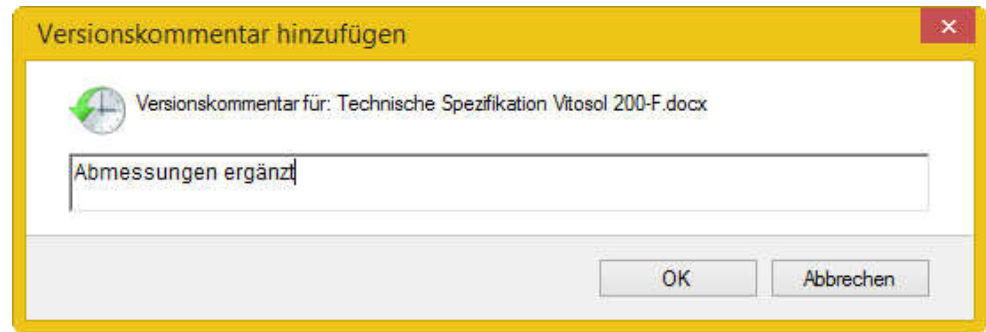 Versionskommentar hinzufügen
Versionskommentar für: Technische Spezifikation Vitosol 200-F.docx
Abmessungen ergänzt
OK Abbrechen